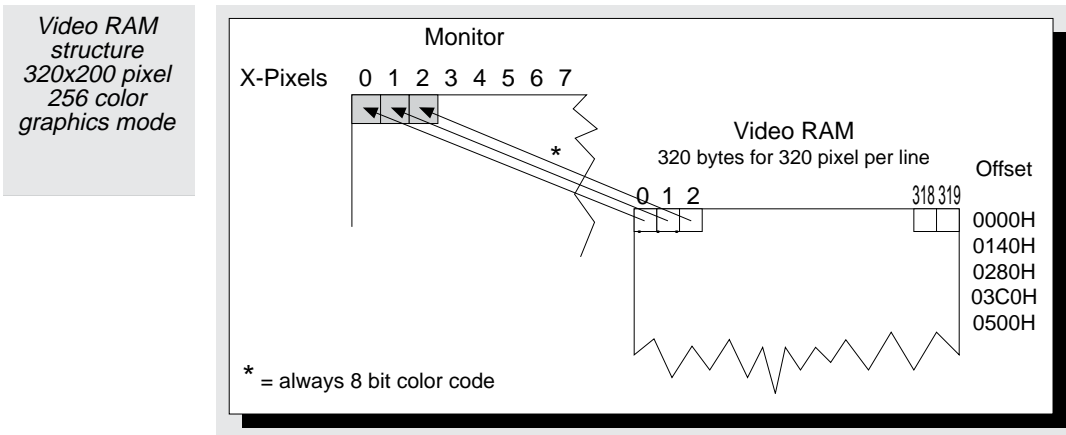 Video RAM
structure
320x200 pixel
256 color
graphics mode
Monitor
X-Pixels 0 1 2 3 4 5 6 7
*
Video RAM
320 bytes for 320 pixel per line
Offset
0 1 2 318 319
0000H
0140H
0280H
03C0H
0500H
* = always 8 bit color code